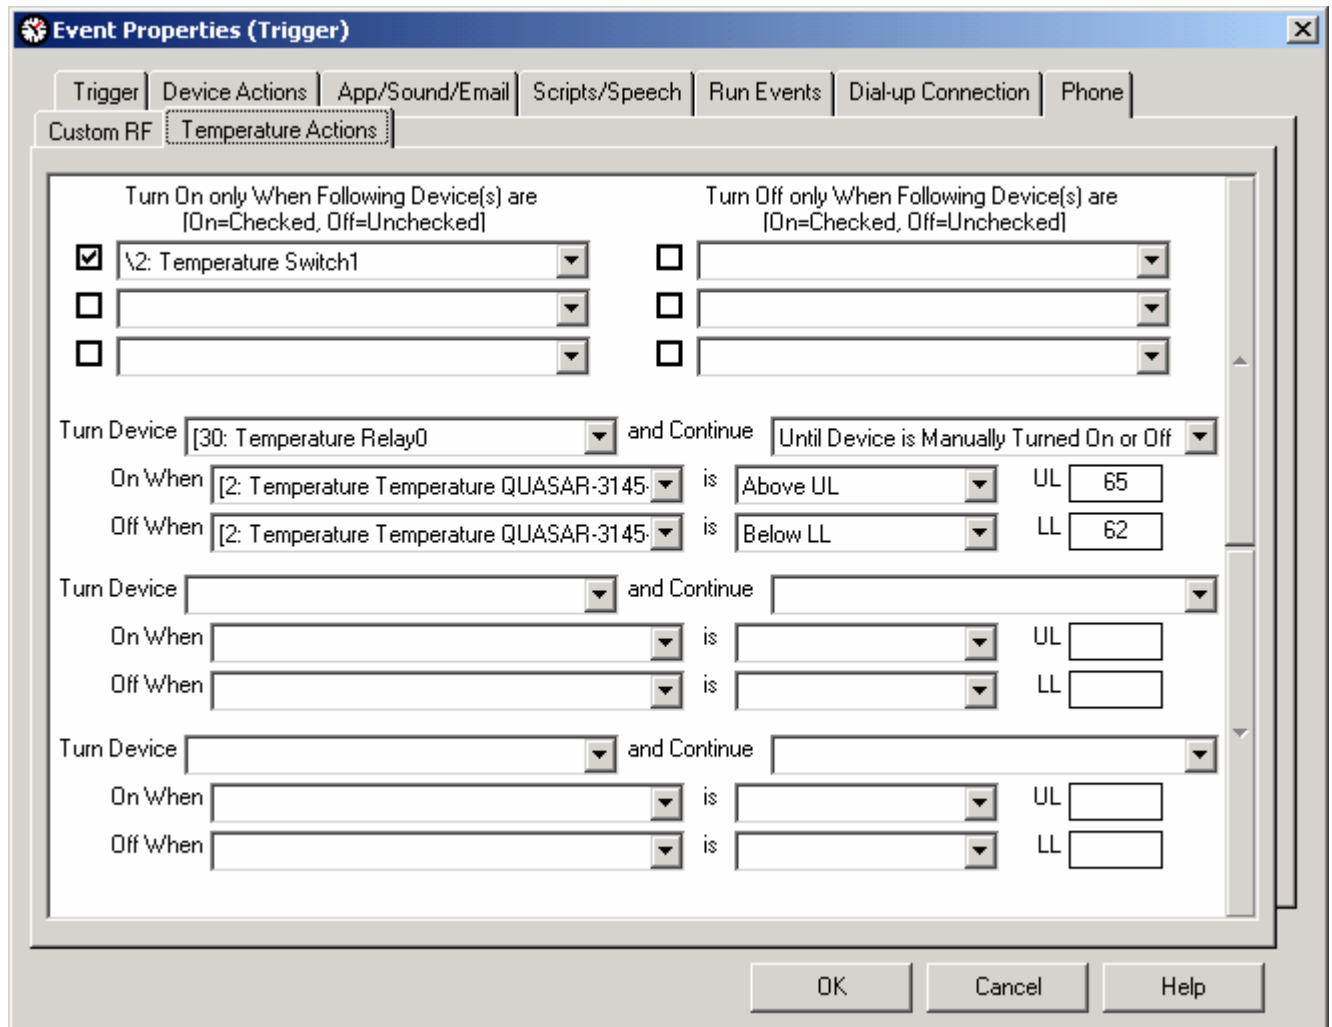 Event Properties (Trigger)
Trigger Device Actions App/Sound/Email Scripts/Speech Run Events Dial-up Connection Phone
Custom RF Temperature Actions
Turn On only When Following Device(s) are Turn Off only When Following Device(s) are
[On=Checked, Off=Unchecked] [On=Checked, Off=Unchecked]
\2: Temperature Switch1
Turn Device [30: Temperature Relay0 and Continue Until Device is Manually Turned On or Off
On When [2: Temperature Temperature QUASAR-3145- is Above UL UL 65
Off When [2: Temperature Temperature QUASAR-3145- is Below LL LL 62
Turn Device and Continue
On When is UL
Off When is LL
Turn Device and Continue
On When is UL
Off When is LL
OK Cancel Help